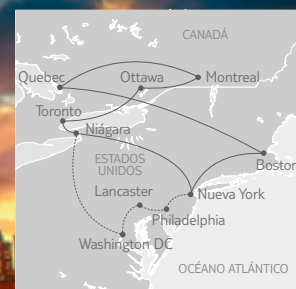 CANADÁ
Quebec
Ottawa
Montreal
Toronto
Niágara
ESTADOS
UNIDOS
Boston
Lancaster
Nueva York
Philadelphia
Washington DC
OCÉANO ATLÁNTICO